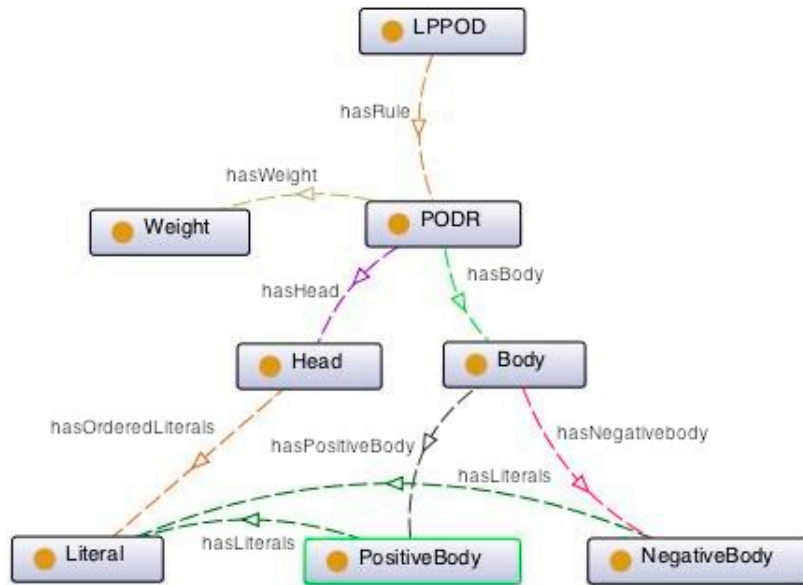 LPPOD
hasRule
hasWeight
Weight
PODR
hasHead
hasBody
Head
Body
hasOrderedLiterals
hasPositiveBody
hasNegativebody
hasLiterals
Literal
hasLiterals
PositiveBody
NegativeBody